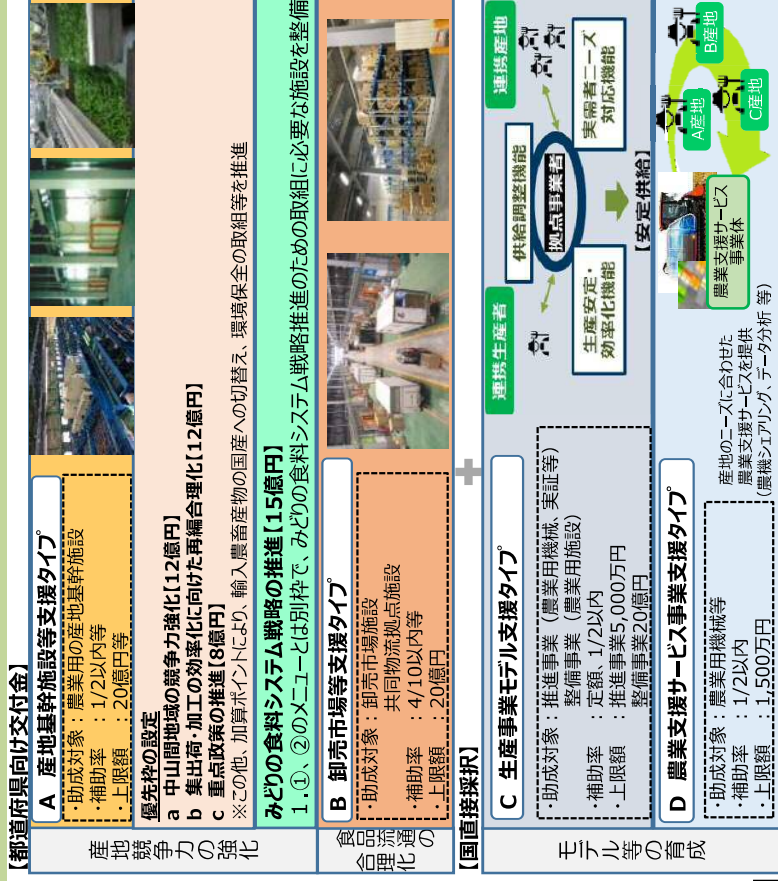 【都道府県向け交付金】
産地競争力の強化
A 産地基幹施設等支援タイプ
・助成対象：農業用の産地基幹施設
・補助率　：1/2以内等
・上限額　：20億円等
優先枠の設定
a 中山間地域の競争力強化【12億円】
b 集出荷・加工の効率化に向けた再編合理化【12億円】
c 重点政策の推進【8億円】
※この他、加算ポイントにより、輸入農畜産物の国産への切替え、環境保全の取組等を推進
みどりの食料システム戦略の推進【15億円】
1.①、②のメニューとは別枠で、みどりの食料システム戦略推進のための取組に必要な施設を整備
食品流通の合理化
B 卸売市場等支援タイプ
・助成対象：卸売市場施設
共同物流拠点施設
・補助率　：4/10以内等
・上限額　：20億円
【国直接採択】
モデル等の育成
C 生産事業モデル支援タイプ
・助成対象：推進事業（農業用機械、実証等）
整備事業（農業用施設）
・補助率　：定額、1/2以内
・上限額　：推進事業5,000万円
整備事業20億円
連携生産者
連携産地
供給調整機能
拠点事業者
生産安定・
効率化機能
実需者ニーズ
対応機能
【安定供給】
D 農業支援サービス事業支援タイプ
・助成対象：農業用機械等
・補助率　：1/2以内
・上限額　：1,500万円
産地のニーズに合わせた
農業支援サービスを提供
（農機シェアリング、データ分析 等）
農業支援サービス
事業体
A産地
B産地
C産地